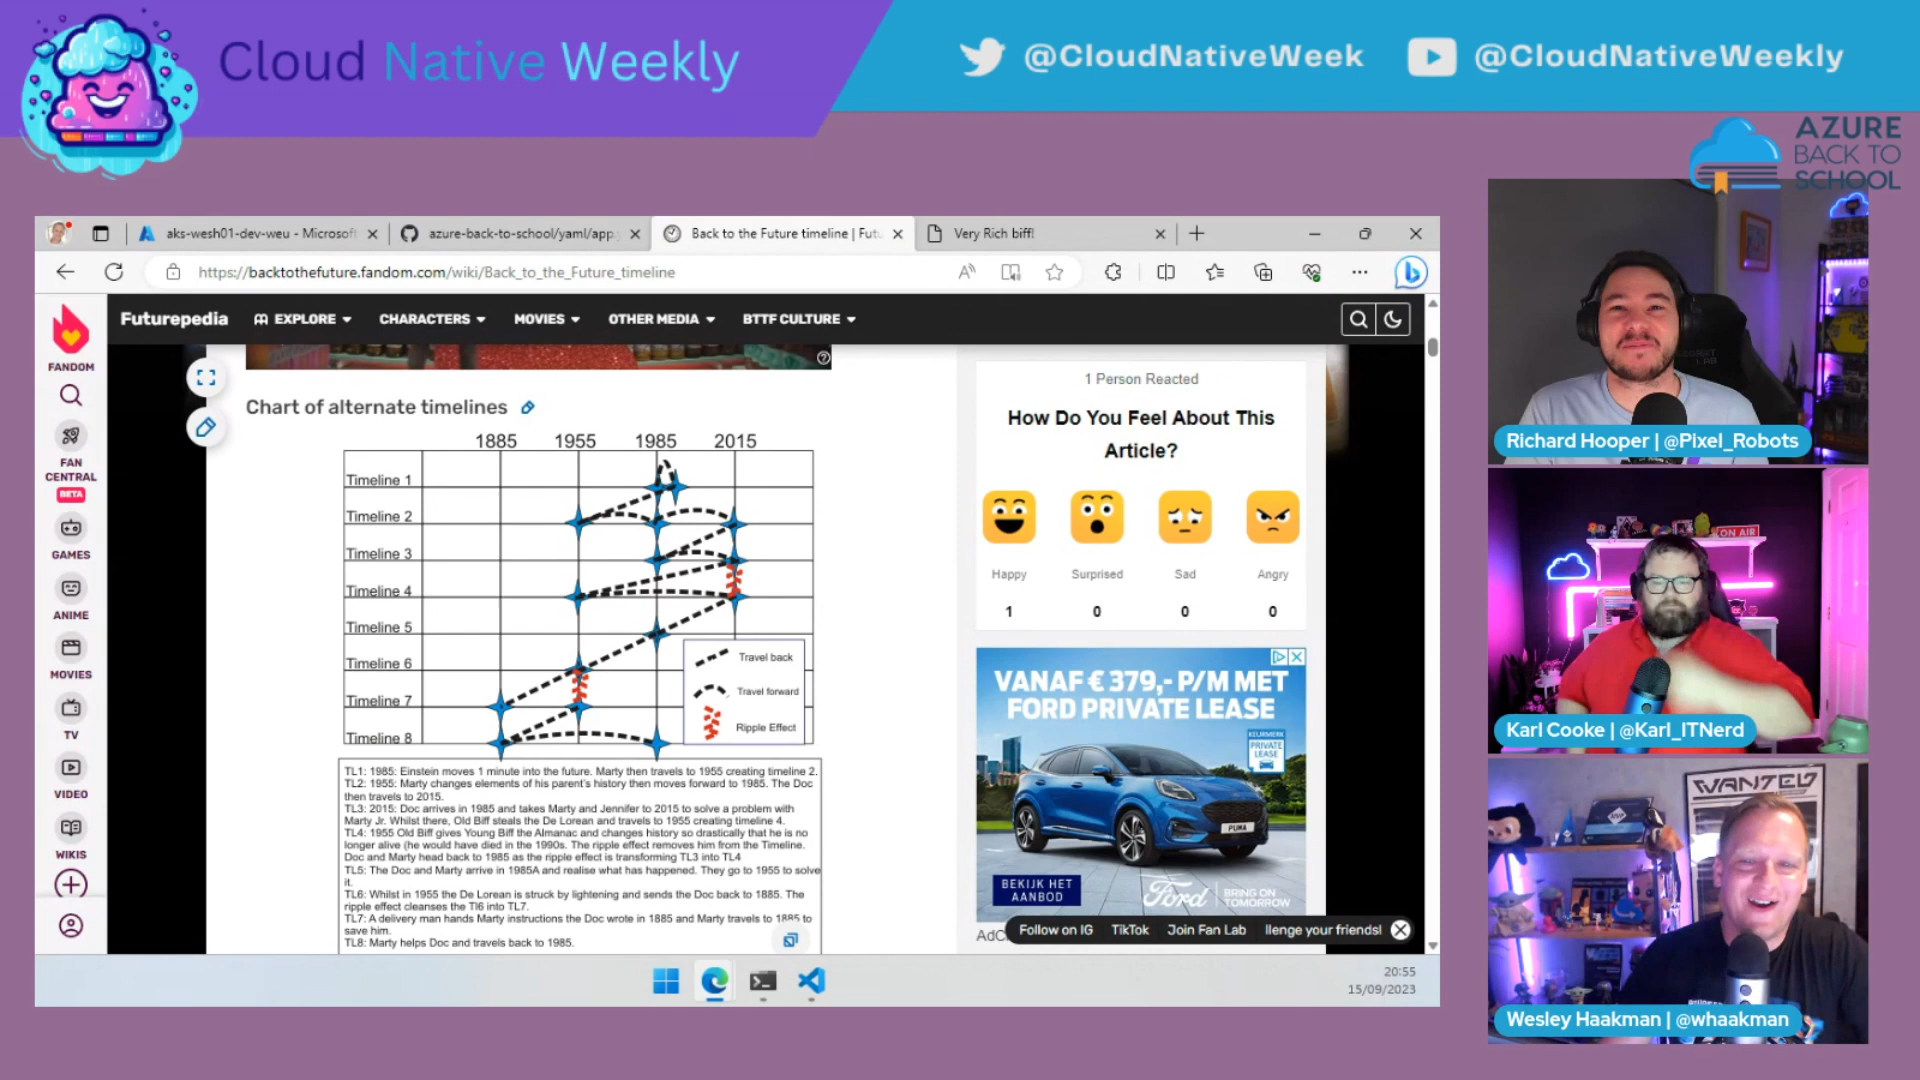 Cloud Native Weekly
@CloudNativeWeek
@CloudNativeWeekly
AZURE
BACK TO
SCHOOL
aks-wesh01-dev-weu - Microsoft
azure-back-to-school/yaml/app.
Back to the Future timeline | Futu
Very Rich biff!
https://backtothefuture.fandom.com/wiki/Back_to_the_Future_timeline
Futurepedia
EXPLORE
CHARACTERS
MOVIES
OTHER MEDIA
BTTF CULTURE
FANDOM
FAN
CENTRAL
BETA
GAMES
ANIME
MOVIES
TV
VIDEO
WIKIS
Chart of alternate timelines
1885 1955 1985 2015
Timeline 1
Timeline 2
Timeline 3
Timeline 4
Timeline 5
Timeline 6
Timeline 7
Timeline 8
Travel back
Travel forward
Ripple Effect
TL1: 1985: Einstein moves 1 minute into the future. Marty then travels to 1955 creating timeline 2.
TL2: 1955: Marty changes elements of his parent's history then moves forward to 1985. The Doc
then travels to 2015.
TL3: 2015: Doc arrives in 1985 and takes Marty and Jennifer to 2015 to solve a problem with
Marty Jr. Whilst there, Old Biff steals the De Lorean and travels to 1955 creating timeline 4.
TL4: 1955 Old Biff gives Young Biff the Almanac and changes history so drastically that he is no
longer alive (he would have died in the 1990s. The ripple effect removes him from the Timeline.
Doc and Marty head back to 1985 as the ripple effect is transforming TL3 into TL4
TL5: The Doc and Marty arrive in 1985A and realise what has happened. They go to 1955 to solve
it.
TL6: Whilst in 1955 the De Lorean is struck by lightening and sends the Doc back to 1885. The
ripple effect cleanses the Tl6 into TL7.
TL7: A delivery man hands Marty instructions the Doc wrote in 1885 and Marty travels to 1885 to
save him.
TL8: Marty helps Doc and travels back to 1985.
1 Person Reacted
How Do You Feel About This
Article?
Happy Surprised Sad Angry
1 0 0 0
VANAF € 379,- P/M MET
FORD PRIVATE LEASE
KEURMERK
PRIVATE
LEASE
PUMA
BEKIJK HET
AANBOD
Ford
BRING ON
TOMORROW
AdC
Follow on IG
TikTok
Join Fan Lab
llenge your friends!
20:55
15/09/2023
Richard Hooper | @Pixel_Robots
ON AIR
Karl Cooke | @Karl_ITNerd
WANTED
Wesley Haakman | @whaakman